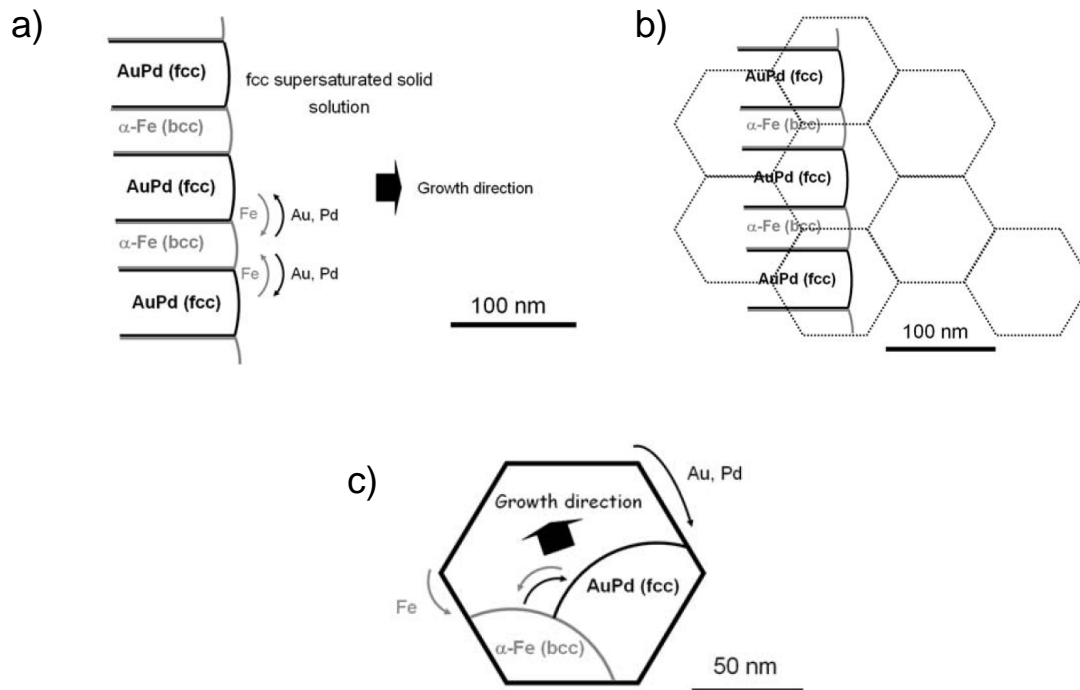 a)
AuPd (fcc)
fcc supersaturated solid
solution
α-Fe (bcc)
AuPd (fcc)
Growth direction
Fe
Au, Pd
α-Fe (bcc)
Fe
Au, Pd
AuPd (fcc)
100 nm
b)
AuPd (fcc)
α-Fe (bcc)
AuPd (fcc)
α-Fe (bcc)
AuPd (fcc)
100 nm
c)
Au, Pd
Growth direction
AuPd (fcc)
Fe
α-Fe (bcc)
50 nm